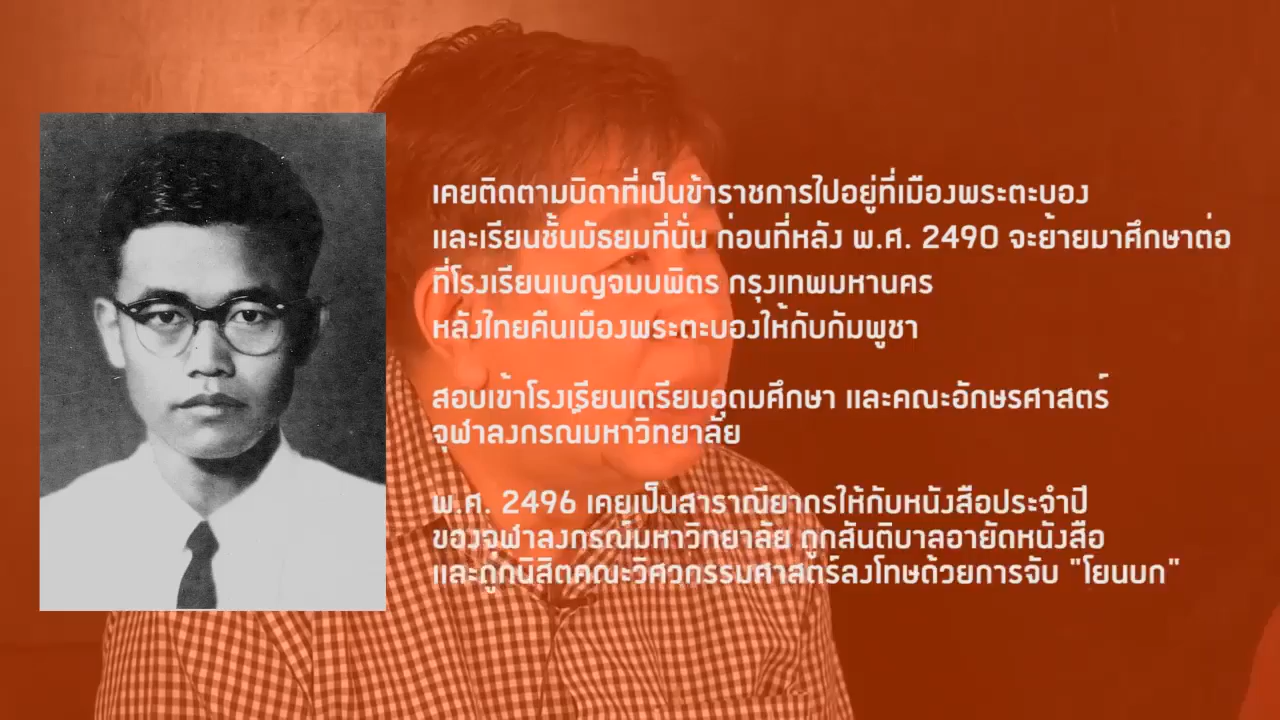 เคยติดตามบิดาที่เป็นข้าราชการไปอยู่ที่เมืองพระตะบอง
และเรียนชั้นมัธยมที่นั่น ก่อนที่หลัง พ.ศ. 2490 จะย้ายมาศึกษาต่อ
ที่โรงเรียนเบญจมบพิตร กรุงเทพมหานคร
หลังไทยคืนเมืองพระตะบองให้กับกัมพูชา
สอบเข้าโรงเรียนเตรียมอุดมศึกษา และคณะอักษรศาสตร์
จุฬาลงกรณ์มหาวิทยาลัย
พ.ศ. 2496 เคยเป็นสาราณียากรให้กับหนังสือประจำปี
ของจุฬาลงกรณ์มหาวิทยาลัย ถูกสันติบาลอายัดหนังสือ
และถูกนิสิตคณะวิศวกรรมศาสตร์ลงโทษด้วยการจับ "โยนบก"